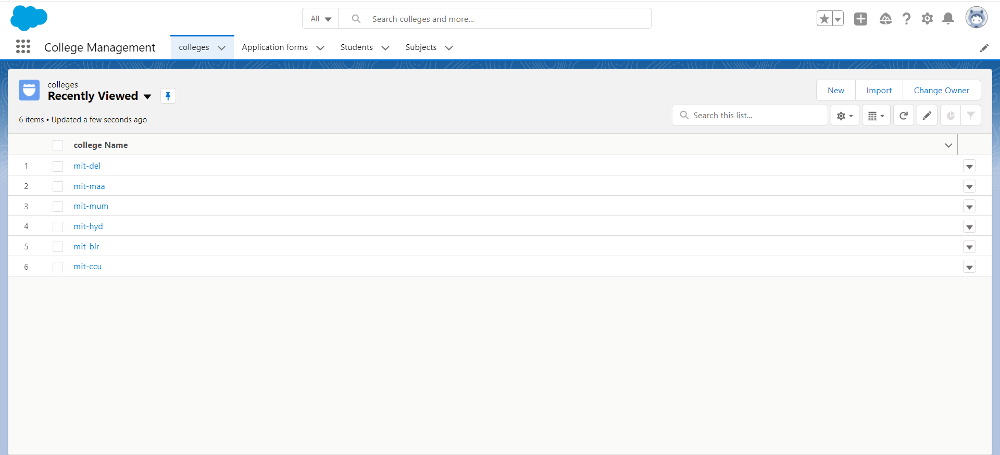 All
Search colleges and more...
College Management
colleges
Application forms
Students
Subjects
colleges
Recently Viewed
New
Import
Change Owner
6 items • Updated a few seconds ago
Search this list...
college Name
1 mit-del
2 mit-maa
3 mit-mum
4 mit-hyd
5 mit-blr
6 mit-ccu